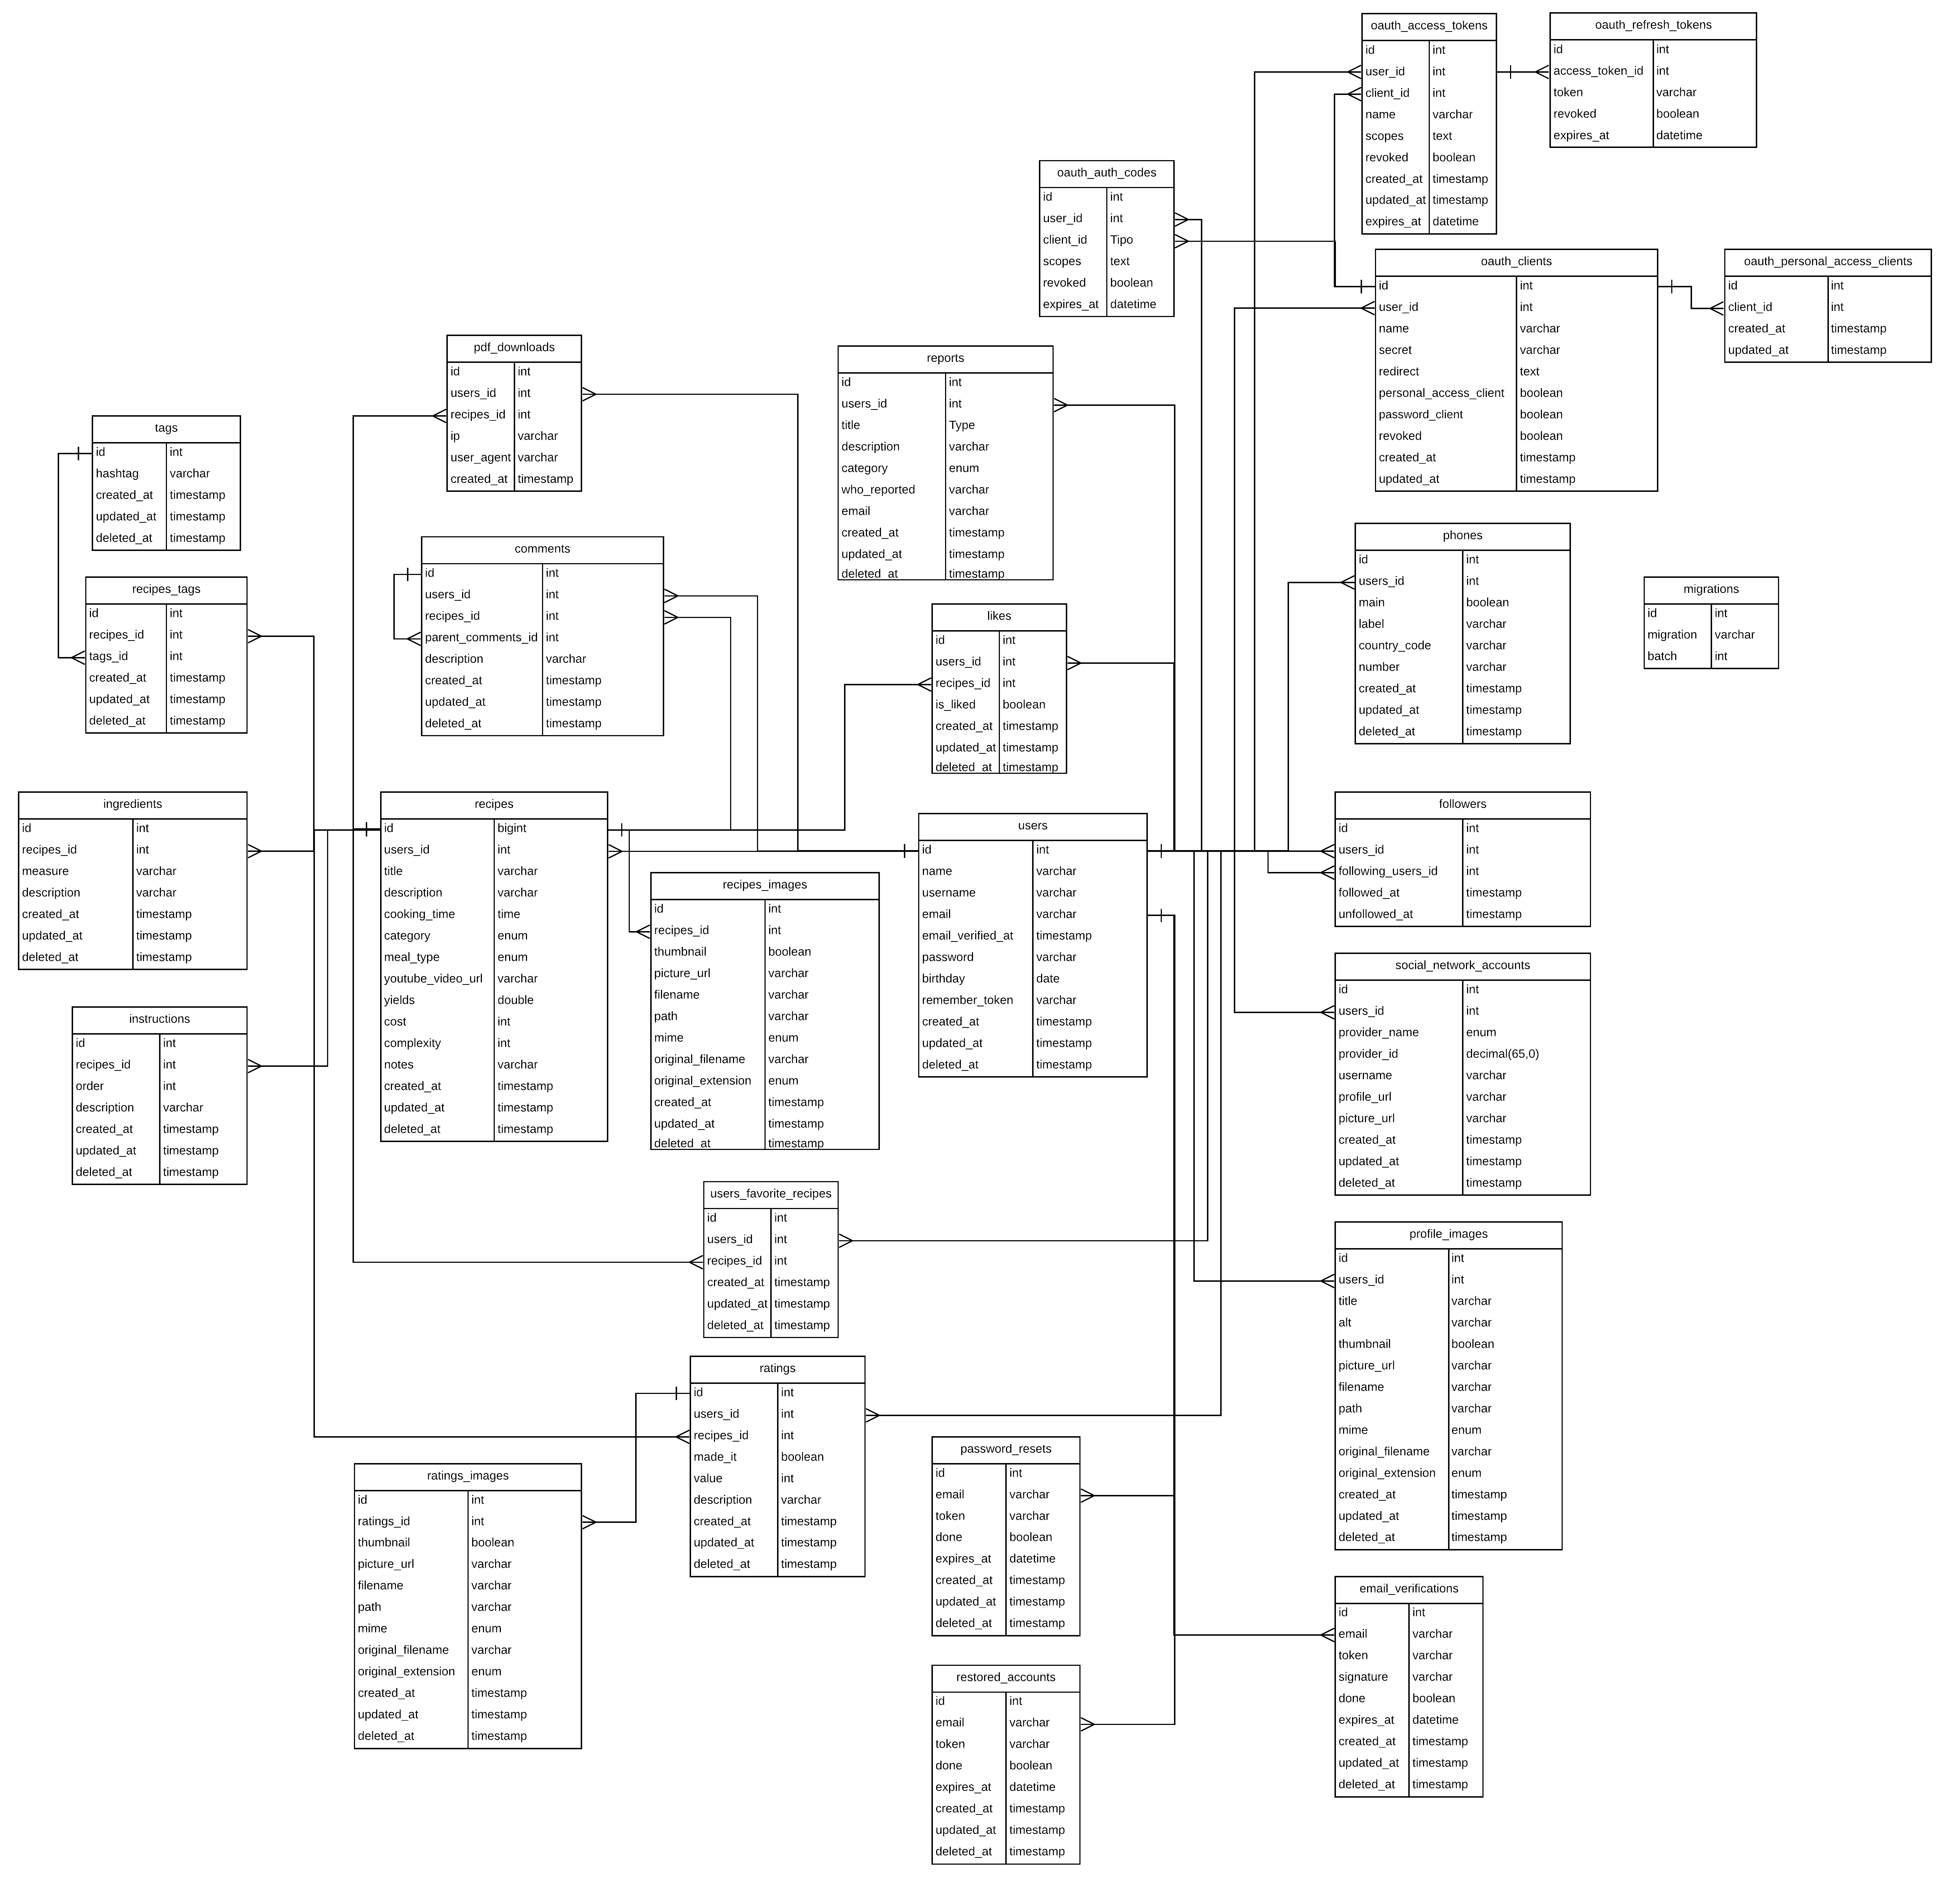 oauth_access_tokens
id int
user_id int
client_id int
name varchar
scopes text
revoked boolean
created_at timestamp
updated_at timestamp
expires_at datetime
oauth_refresh_tokens
id int
access_token_id int
token varchar
revoked boolean
expires_at datetime
oauth_auth_codes
id int
user_id int
client_id Tipo
scopes text
revoked boolean
expires_at datetime
oauth_clients
id int
user_id int
name varchar
secret varchar
redirect text
personal_access_client boolean
password_client boolean
revoked boolean
created_at timestamp
updated_at timestamp
oauth_personal_access_clients
id int
client_id int
created_at timestamp
updated_at timestamp
pdf_downloads
id int
users_id int
recipes_id int
ip varchar
user_agent varchar
created_at timestamp
reports
id int
users_id int
title Type
description varchar
category enum
who_reported varchar
email varchar
created_at timestamp
updated_at timestamp
deleted_at timestamp
tags
id int
hashtag varchar
created_at timestamp
updated_at timestamp
deleted_at timestamp
comments
id int
users_id int
recipes_id int
parent_comments_id int
description varchar
created_at timestamp
updated_at timestamp
deleted_at timestamp
phones
id int
users_id int
main boolean
label varchar
country_code varchar
number varchar
created_at timestamp
updated_at timestamp
deleted_at timestamp
migrations
id int
migration varchar
batch int
recipes_tags
id int
recipes_id int
tags_id int
created_at timestamp
updated_at timestamp
deleted_at timestamp
likes
id int
users_id int
recipes_id int
is_liked boolean
created_at timestamp
updated_at timestamp
deleted_at timestamp
ingredients
id int
recipes_id int
measure varchar
description varchar
created_at timestamp
updated_at timestamp
deleted_at timestamp
recipes
id bigint
users_id int
title varchar
description varchar
cooking_time time
category enum
meal_type enum
youtube_video_url varchar
yields double
cost int
complexity int
notes varchar
created_at timestamp
updated_at timestamp
deleted_at timestamp
recipes_images
id int
recipes_id int
thumbnail boolean
picture_url varchar
filename varchar
path varchar
mime enum
original_filename varchar
original_extension enum
created_at timestamp
updated_at timestamp
deleted_at timestamp
users
id int
name varchar
username varchar
email varchar
email_verified_at timestamp
password varchar
birthday date
remember_token varchar
created_at timestamp
updated_at timestamp
deleted_at timestamp
followers
id int
users_id int
following_users_id int
followed_at timestamp
unfollowed_at timestamp
social_network_accounts
id int
users_id int
provider_name enum
provider_id decimal(65,0)
username varchar
profile_url varchar
picture_url varchar
created_at timestamp
updated_at timestamp
deleted_at timestamp
instructions
id int
recipes_id int
order int
description varchar
created_at timestamp
updated_at timestamp
deleted_at timestamp
users_favorite_recipes
id int
users_id int
recipes_id int
created_at timestamp
updated_at timestamp
deleted_at timestamp
profile_images
id int
users_id int
title varchar
alt varchar
thumbnail boolean
picture_url varchar
filename varchar
path varchar
mime enum
original_filename varchar
original_extension enum
created_at timestamp
updated_at timestamp
deleted_at timestamp
ratings
id int
users_id int
recipes_id int
made_it boolean
value int
description varchar
created_at timestamp
updated_at timestamp
deleted_at timestamp
ratings_images
id int
ratings_id int
thumbnail boolean
picture_url varchar
filename varchar
path varchar
mime enum
original_filename varchar
original_extension enum
created_at timestamp
updated_at timestamp
deleted_at timestamp
password_resets
id int
email varchar
token varchar
done boolean
expires_at datetime
created_at timestamp
updated_at timestamp
deleted_at timestamp
email_verifications
id int
email varchar
token varchar
signature varchar
done boolean
expires_at datetime
created_at timestamp
updated_at timestamp
deleted_at timestamp
restored_accounts
id int
email varchar
token varchar
done boolean
expires_at datetime
created_at timestamp
updated_at timestamp
deleted_at timestamp